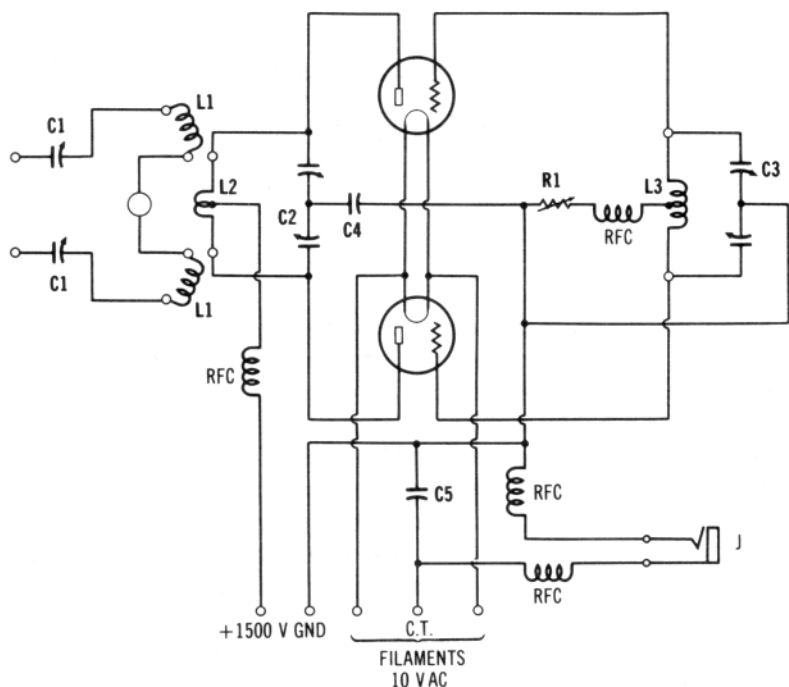 L1
C1
R1
L3
C3
L2
C2
C4
RFC
C1
L1
RFC
RFC
C5
J
RFC
+1500 V GND
C.T.
FILAMENTS
10 V AC